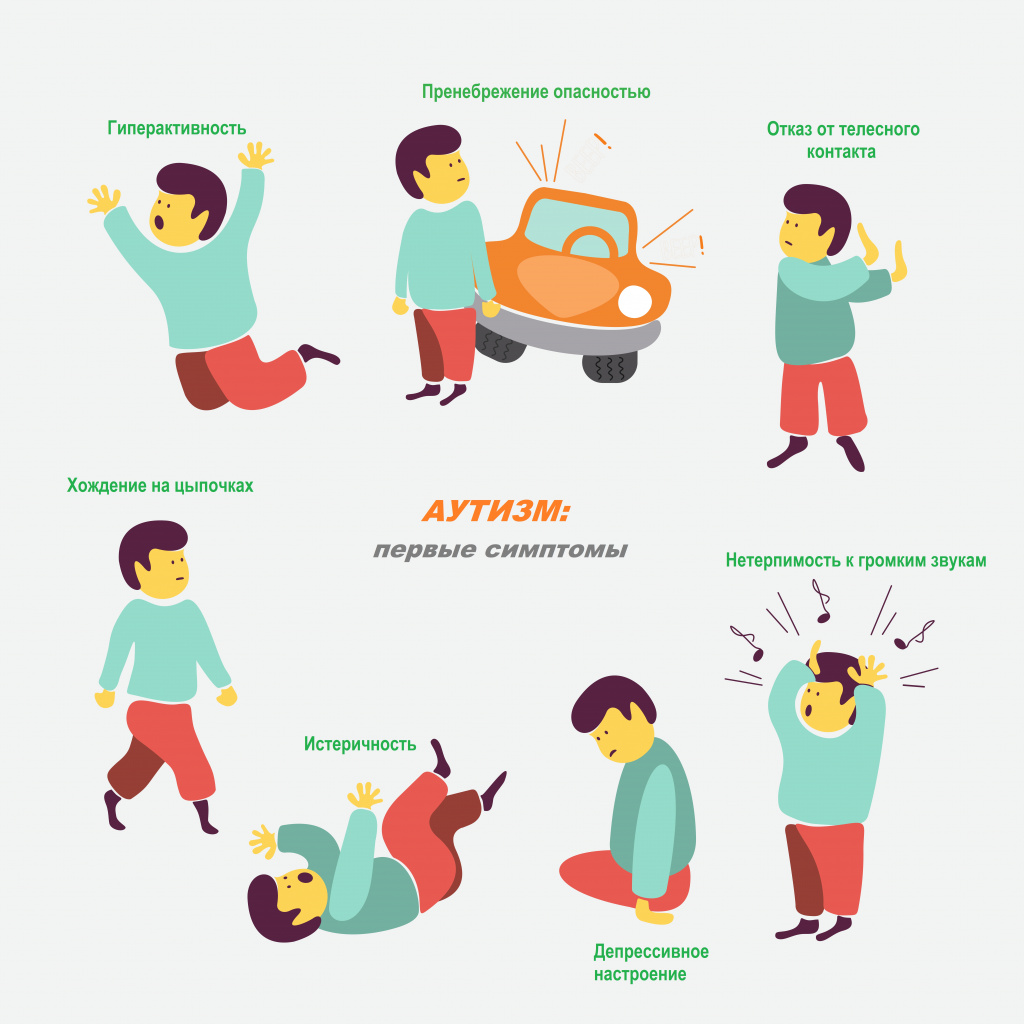 Пренебрежение опасностью
Гиперактивность
Отказ от телесного
контакта
Хождение на цыпочках
АУТИЗМ:
первые симптомы
Нетерпимость к громким звукам
Истеричность
Депрессивное
настроение